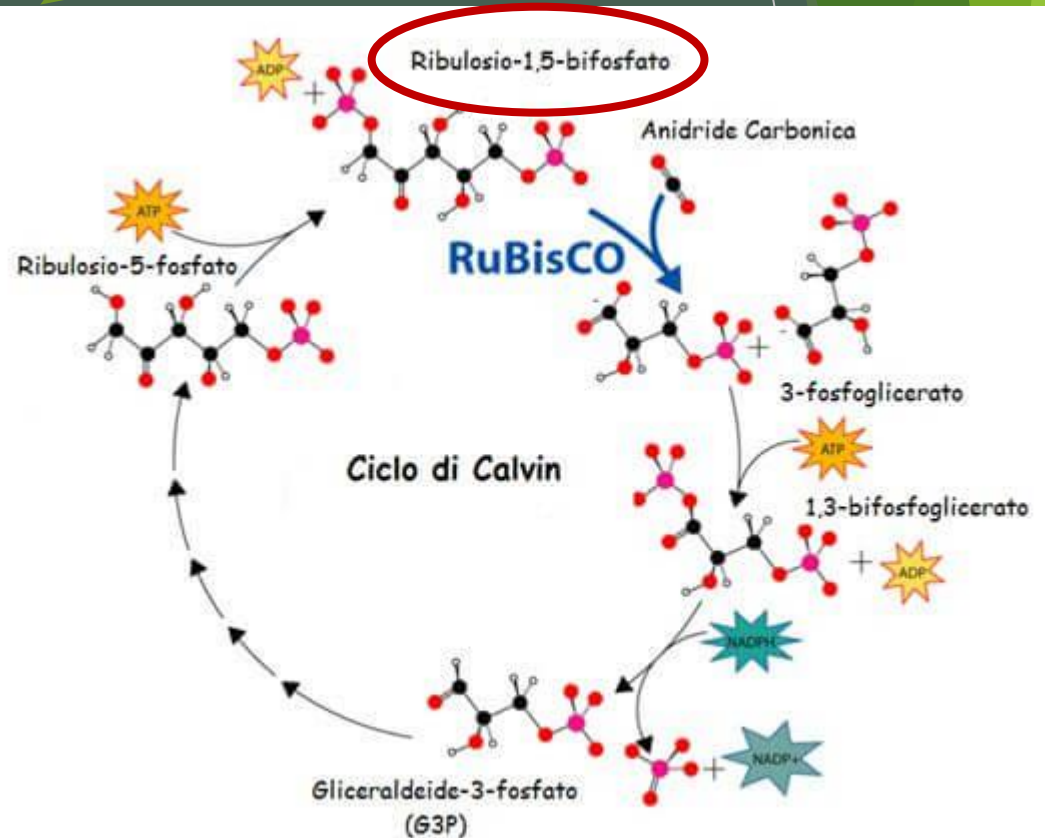 Ribulosio-1,5-bifosfato
ADP
+
Anidride Carbonica
ATP
RuBisCO
Ribulosio-5-fosfato
-
+
-
3-fosfoglicerato
Ciclo di Calvin
ATP
1,3-bifosfoglicerato
+
ADP
NADPH
+
NADP+
Gliceraldeide-3-fosfato
(G3P)